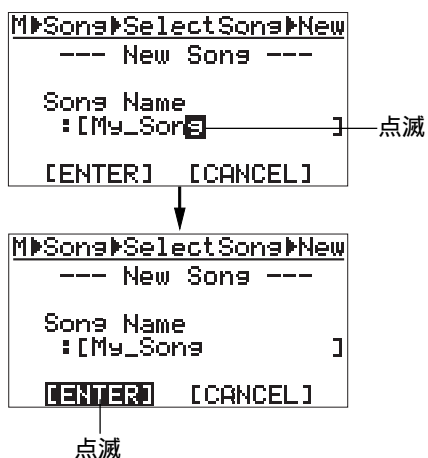 M▶Song▶SelectSong▶New
--- New Song ---
Song Name
:[My_Song ]
点滅
[ENTER] [CANCEL]
M▶Song▶SelectSong▶New
--- New Song ---
Song Name
:[My_Song ]
[ENTER] [CANCEL]
点滅